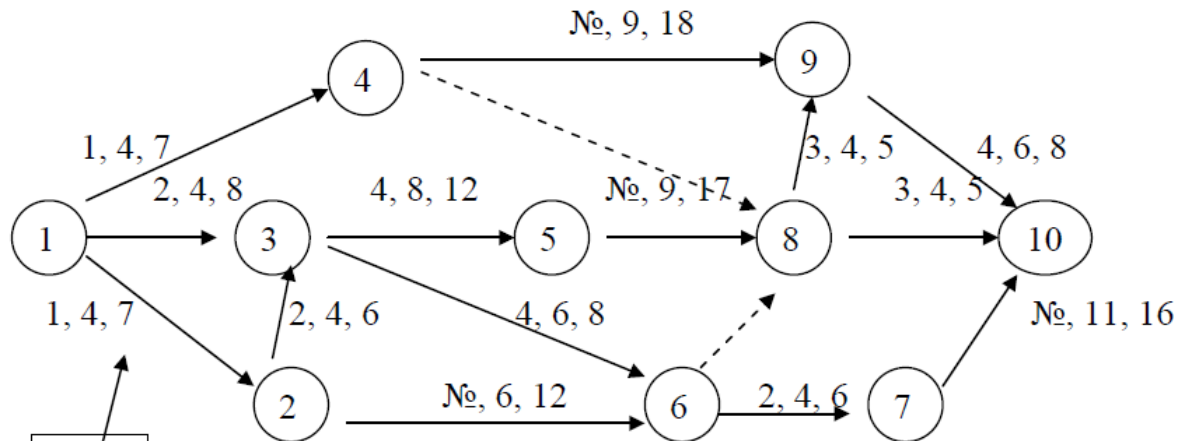 №, 9, 18
4
9
1, 4, 7
3, 4, 5
4, 6, 8
2, 4, 8
4, 8, 12
№, 9, 17
3, 4, 5
1
3
5
8
10
1, 4, 7
2, 4, 6
4, 6, 8
№, 11, 16
2
№, 6, 12
6
2, 4, 6
7